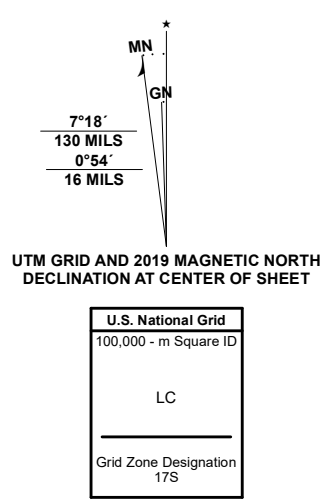 MN
GN
7°18´
130 MILS
0°54´
16 MILS
UTM GRID AND 2019 MAGNETIC NORTH
DECLINATION AT CENTER OF SHEET
U.S. National Grid
100,000 - m Square ID
LC
Grid Zone Designation
17S